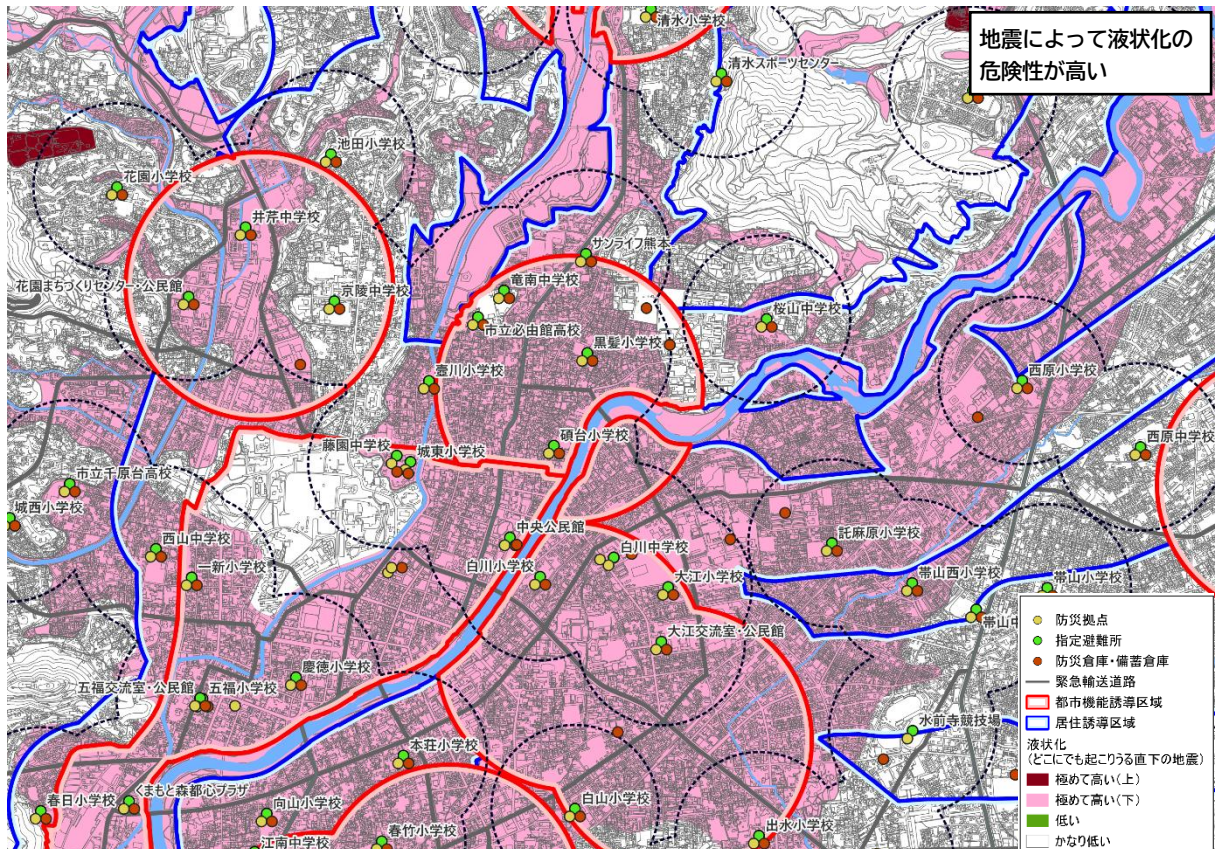 地震によって液状化の
危険性が高い
清水小学校
清水スポーツセンター
池田小学校
花園小学校
井芹中学校
サンライフ熊本
花園まちづくりセンター・公民館
京陵中学校
竜南中学校
市立必由館高校
桜山中学校
黒髪小学校
壺川小学校
西原小学校
碩台小学校
藤園中学校
城東小学校
西原中学校
市立千原台高校
城西小学校
中央公民館
西山中学校
白川中学校
託麻原小学校
一新小学校
白川小学校
大江小学校
帯山西小学校
帯山小学校
帯山中
大江交流室・公民館
慶徳小学校
五福交流室・公民館
五福小学校
水前寺競技場
本荘小学校
くまもと森都心プラザ
春日小学校
向山小学校
白山小学校
春竹小学校
出水小学校
江南中学校
防災拠点
指定避難所
防災倉庫・備蓄倉庫
緊急輸送道路
都市機能誘導区域
居住誘導区域
液状化
(どこにでも起こりうる直下の地震)
極めて高い(上)
極めて高い(下)
低い
かなり低い